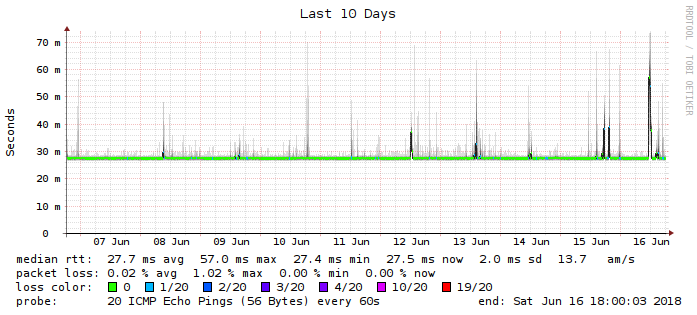 Last 10 Days
RRDTOOL / TOBI OETIKER
Seconds
70 m
60 m
50 m
40 m
30 m
20 m
10 m
0
07 Jun 08 Jun 09 Jun 10 Jun 11 Jun 12 Jun 13 Jun 14 Jun 15 Jun 16 Jun
median rtt: 27.7 ms avg 57.0 ms max 27.4 ms min 27.5 ms now 2.0 ms sd 13.7 am/s
packet loss: 0.02 % avg 1.02 % max 0.00 % min 0.00 % now
loss color: 0 1/20 2/20 3/20 4/20 10/20 19/20
probe: 20 ICMP Echo Pings (56 Bytes) every 60s end: Sat Jun 16 18:00:03 2018